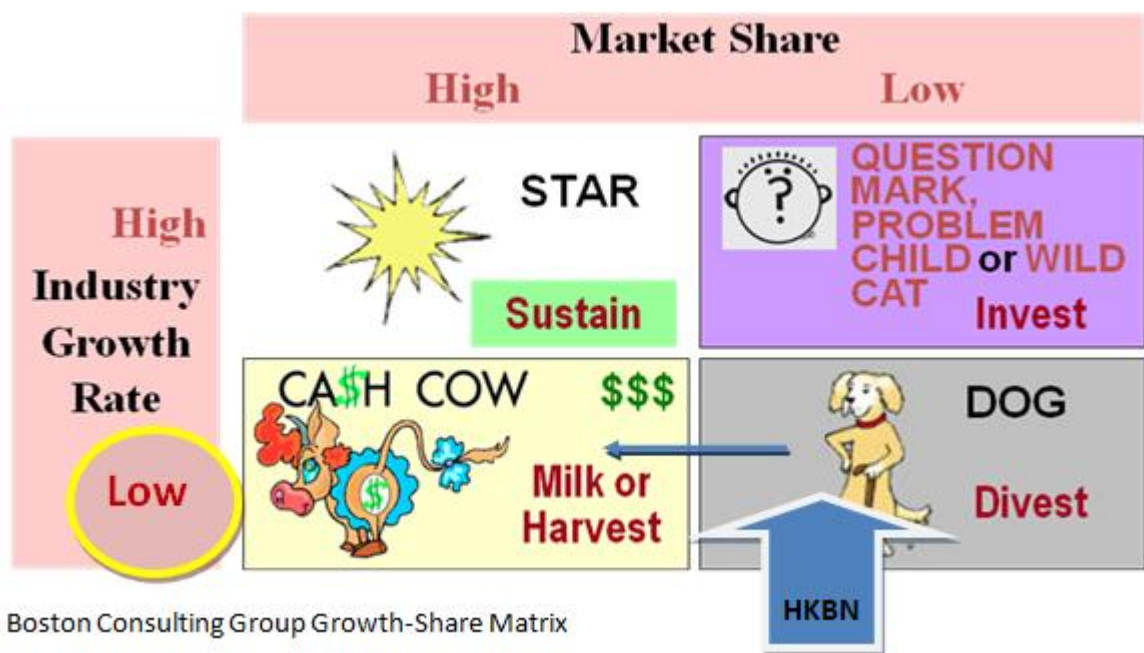 Market Share
High
Low
High
Industry
Growth
Rate
Low
STAR
Sustain
?
QUESTION
MARK,
PROBLEM
CHILD or WILD
CAT
Invest
CA$H COW
$$$
$
Milk or
Harvest
DOG
Divest
HKBN
Boston Consulting Group Growth-Share Matrix